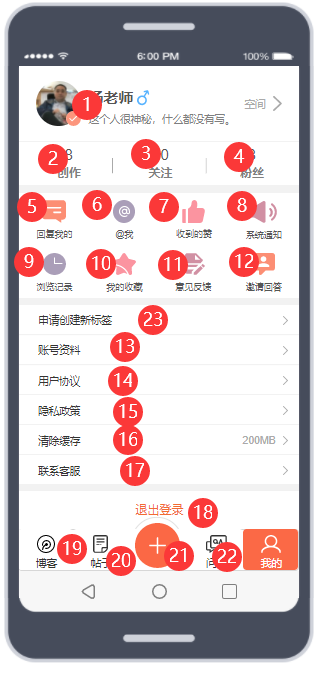 6:00 PM 100%
杨老师 1 空间
这个人很神秘，什么都没有写。
2 8 3 0 4 8
创作 关注 粉丝
5 6 @ 7 8
回复我的 @我 收到的赞 系统通知
9 10 11 12
浏览记录 我的收藏 意见反馈 邀请回答
申请创建新标签 23
账号资料 13
用户协议 14
隐私政策 15
清除缓存 16 200MB
联系客服 17
退出登录 18
19 20 21 22
博客 帖子 我的